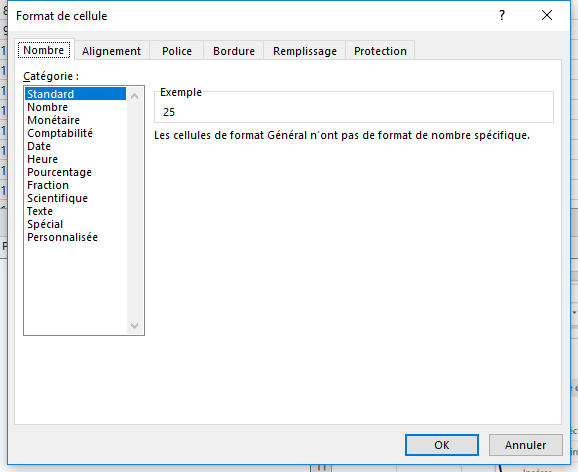 Format de cellule
?
Nombre Alignement Police Bordure Remplissage Protection
Catégorie :
Standard
Nombre
Monétaire
Comptabilité
Date
Heure
Pourcentage
Fraction
Scientifique
Texte
Spécial
Personnalisée
Exemple
25
Les cellules de format Général n'ont pas de format de nombre spécifique.
OK Annuler